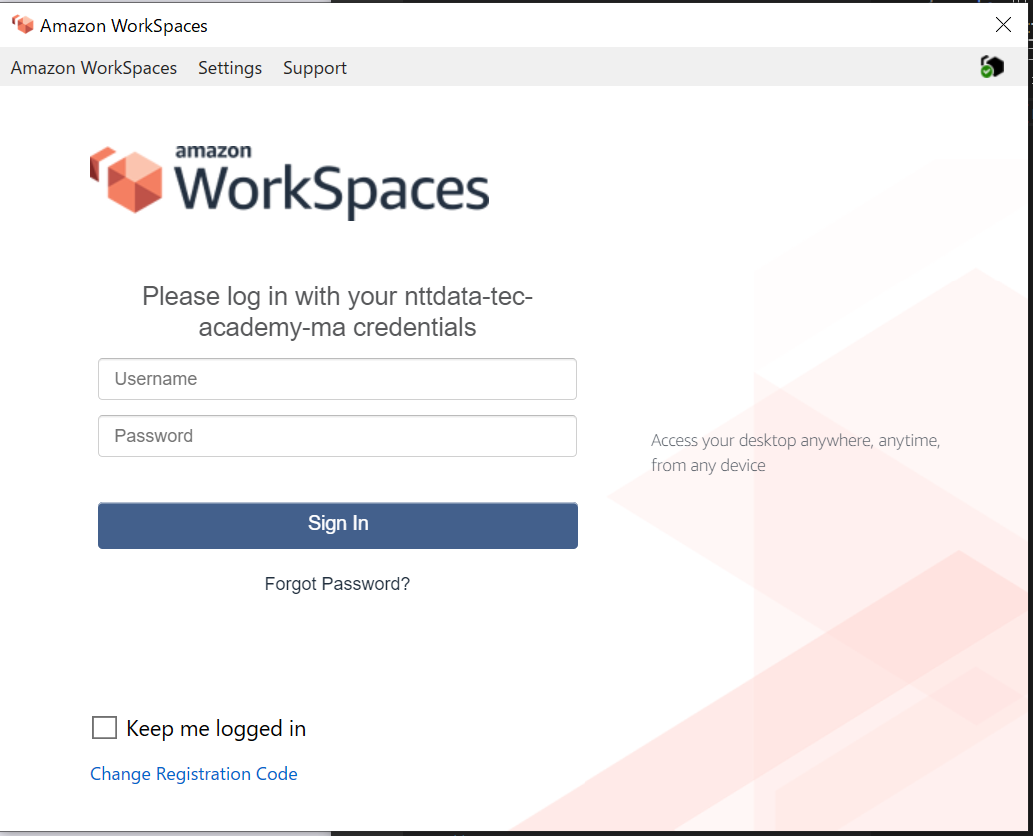 Amazon WorkSpaces
Amazon WorkSpaces Settings Support
amazon
WorkSpaces
Please log in with your nttdata-tec-
academy-ma credentials
Username
Password
Access your desktop anywhere, anytime,
from any device
Sign In
Forgot Password?
Keep me logged in
Change Registration Code